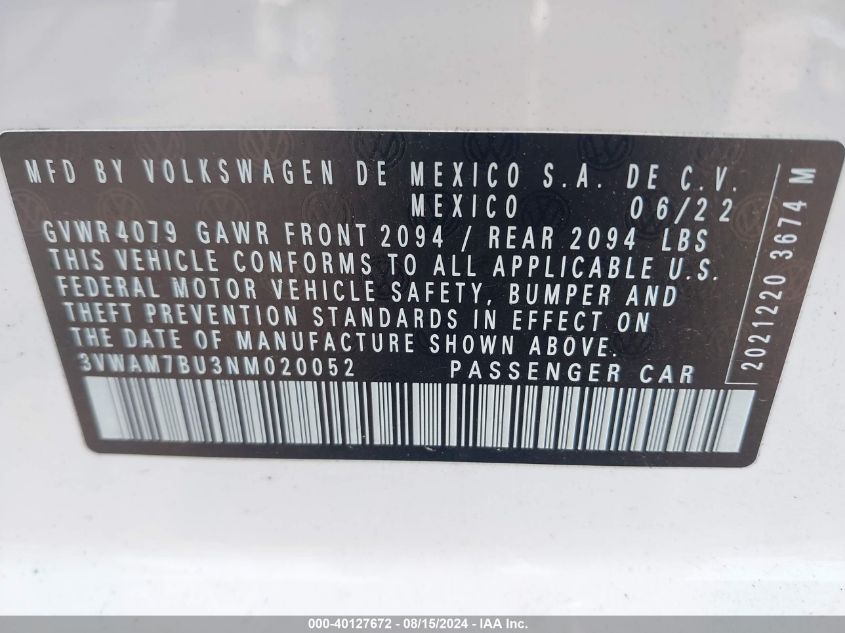 MFD BY VOLKSWAGEN DE MEXICO S.A. DE C.V.
MEXICO 06/22
GVWR 4079 GAWR FRONT 2094 / REAR 2094 LBS
THIS VEHICLE CONFORMS TO ALL APPLICABLE U.S.
FEDERAL MOTOR VEHICLE SAFETY, BUMPER AND
THEFT PREVENTION STANDARDS IN EFFECT ON
THE DATE OF MANUFACTURE SHOWN ABOVE.
3VWAM7BU3NM020052 PASSENGER CAR
2021220 3674 M
000-40127672 - 08/15/2024 - IAA Inc.